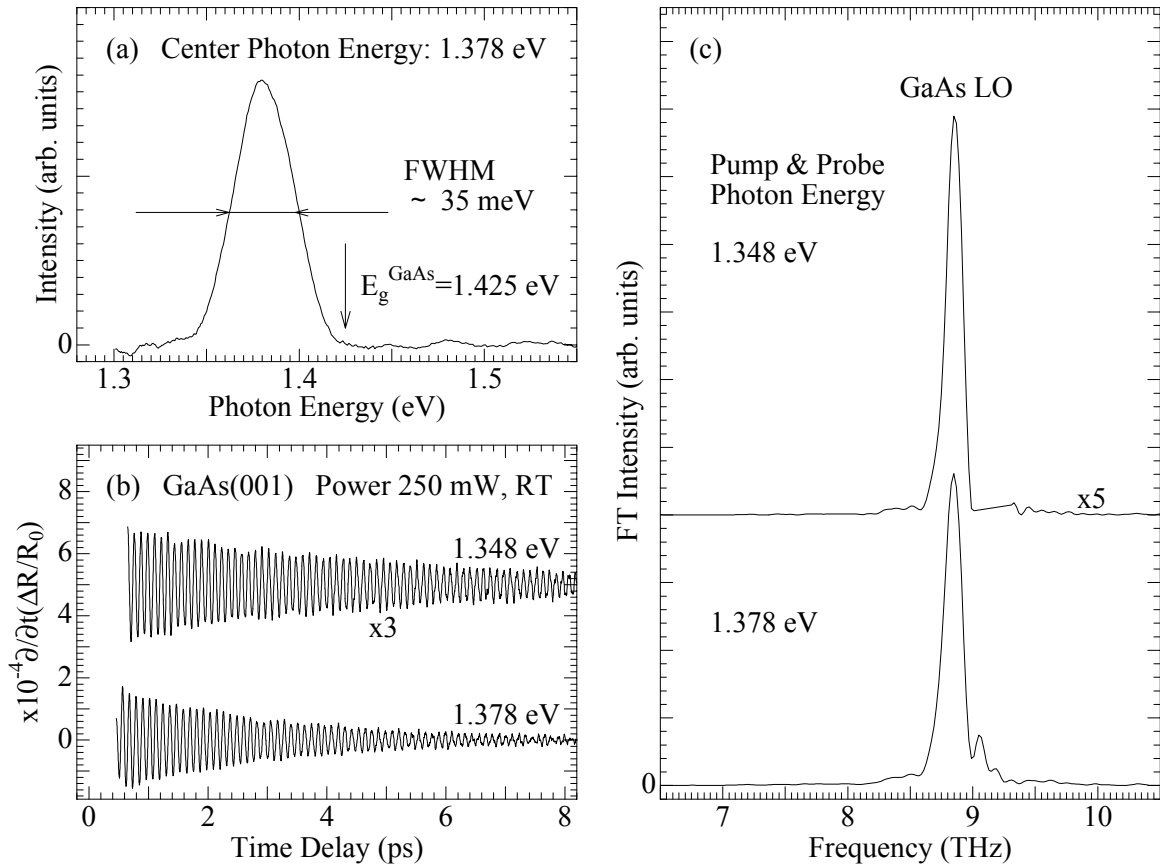 (a) Center Photon Energy: 1.378 eV
FWHM
~ 35 meV
E_g^GaAs=1.425 eV
Intensity (arb. units)
0
1.3 1.4 1.5
Photon Energy (eV)
(b) GaAs(001) Power 250 mW, RT
1.348 eV
x3
1.378 eV
x10^-4 ∂/∂t(ΔR/R_0)
8
6
4
2
0
0 2 4 6 8
Time Delay (ps)
(c)
GaAs LO
Pump & Probe
Photon Energy
1.348 eV
x5
1.378 eV
FT Intensity (arb. units)
0
7 8 9 10
Frequency (THz)